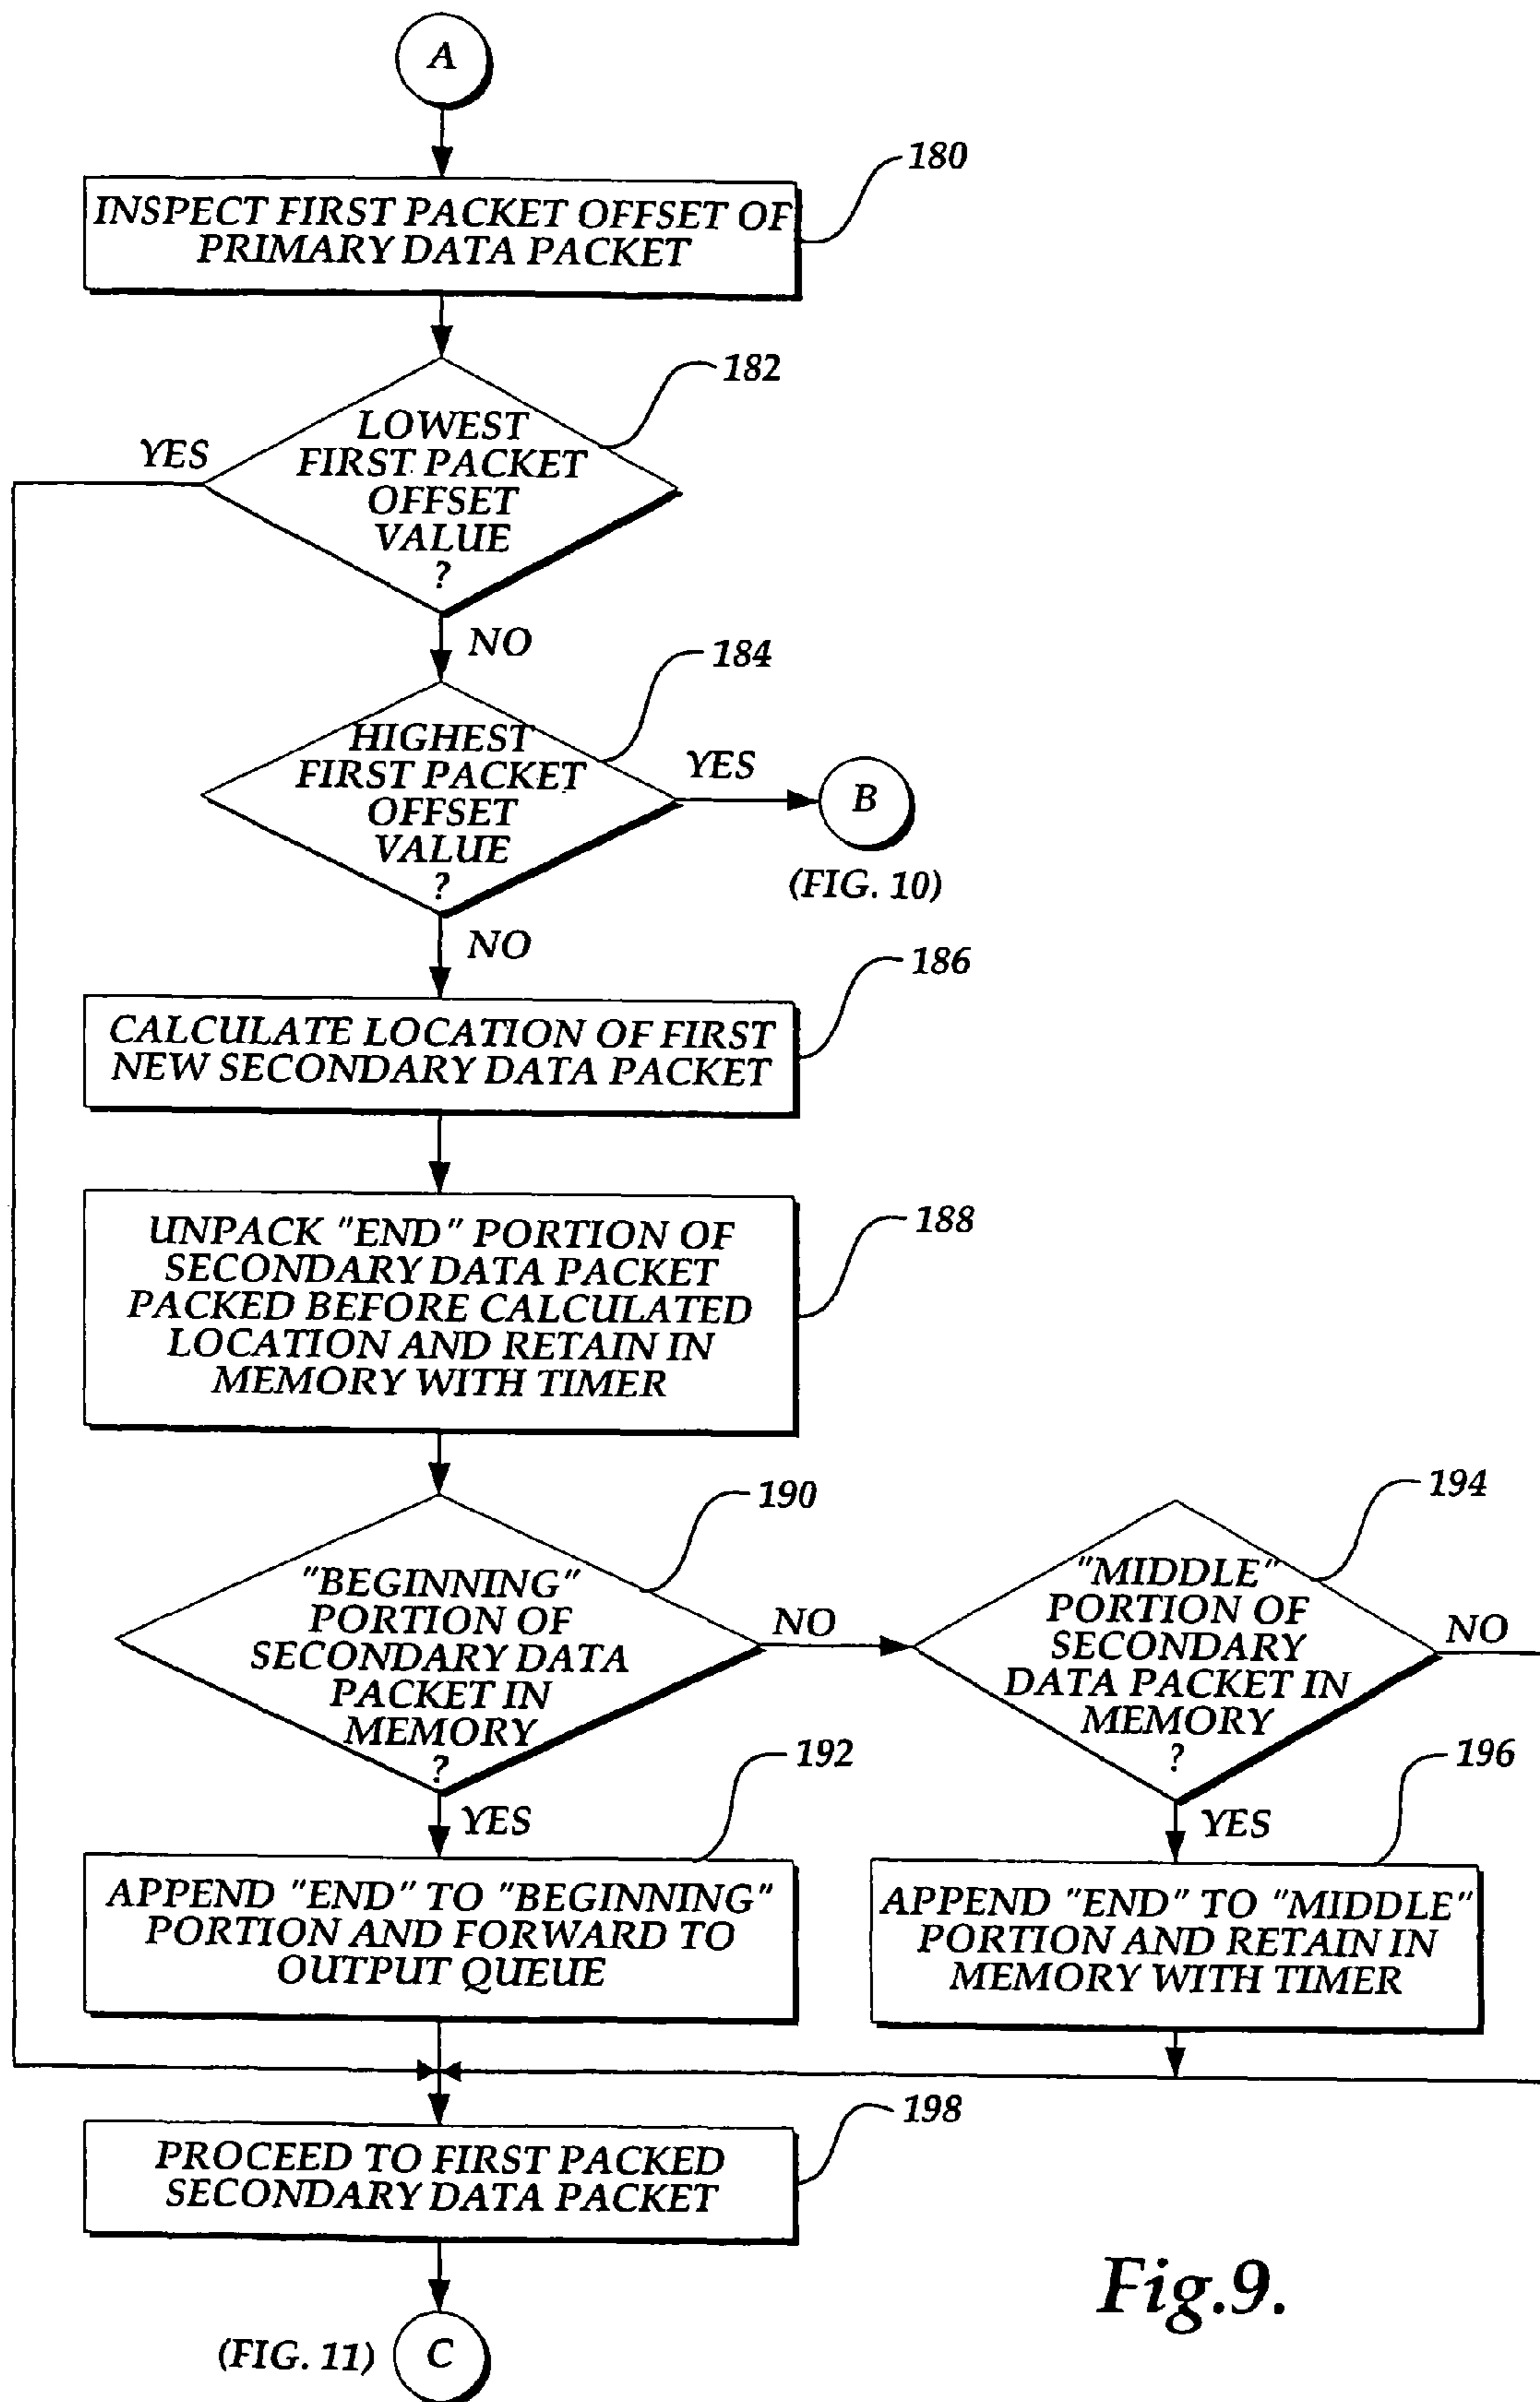 A
180
INSPECT FIRST PACKET OFFSET OF
PRIMARY DATA PACKET
182
YES
LOWEST
FIRST PACKET
OFFSET
VALUE
?
NO
184
HIGHEST
FIRST PACKET
OFFSET
VALUE
?
YES
B
(FIG. 10)
NO
186
CALCULATE LOCATION OF FIRST
NEW SECONDARY DATA PACKET
188
UNPACK "END" PORTION OF
SECONDARY DATA PACKET
PACKED BEFORE CALCULATED
LOCATION AND RETAIN IN
MEMORY WITH TIMER
190
"BEGINNING"
PORTION OF
SECONDARY DATA
PACKET IN
MEMORY
?
NO
194
"MIDDLE"
PORTION OF
SECONDARY
DATA PACKET IN
MEMORY
?
NO
192
YES
196
YES
APPEND "END" TO "BEGINNING"
PORTION AND FORWARD TO
OUTPUT QUEUE
APPEND "END" TO "MIDDLE"
PORTION AND RETAIN IN
MEMORY WITH TIMER
198
PROCEED TO FIRST PACKED
SECONDARY DATA PACKET
(FIG. 11)
C
Fig.9.